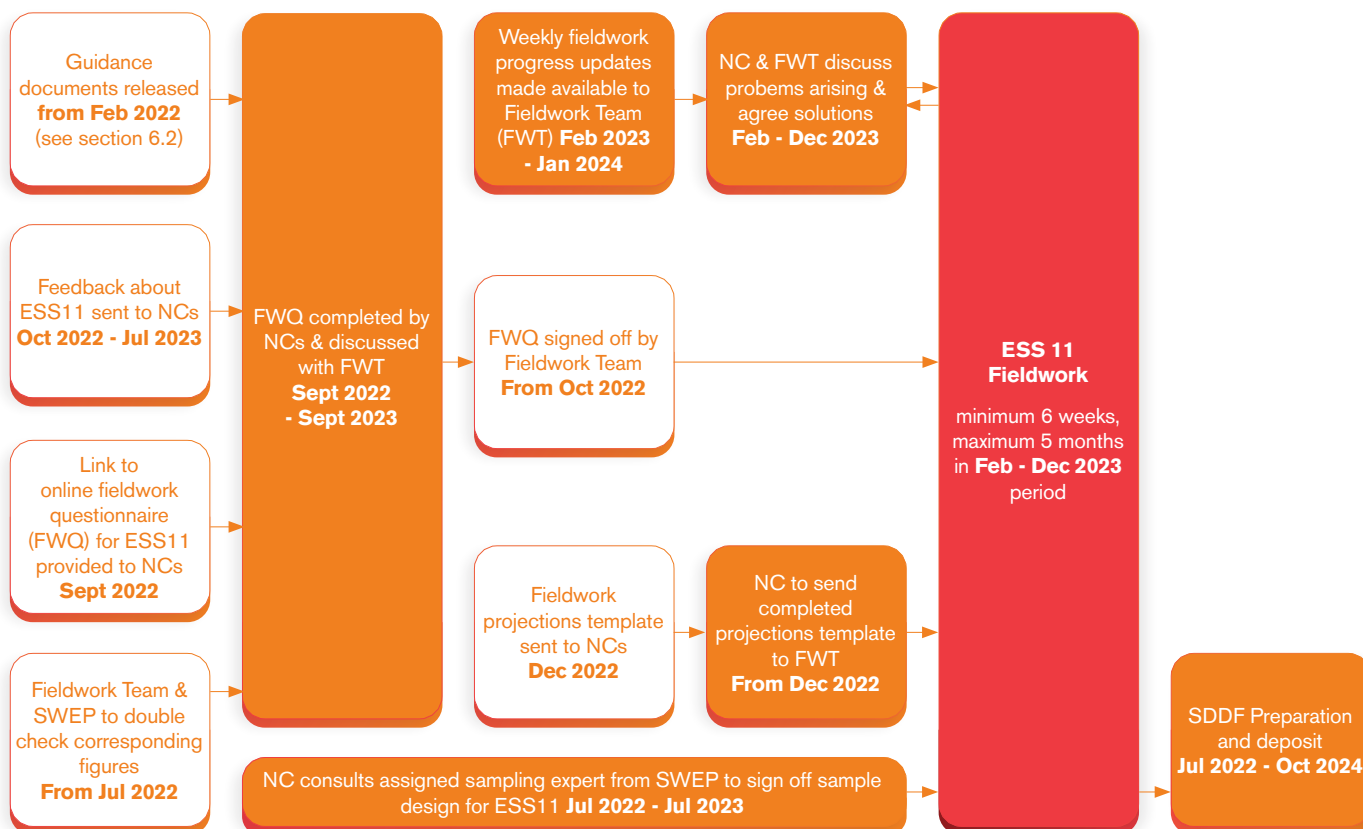 Guidance
documents released
from Feb 2022
(see section 6.2)
Feedback about
ESS11 sent to NCs
Oct 2022 - Jul 2023
Link to
online fieldwork
questionnaire
(FWQ) for ESS11
provided to NCs
Sept 2022
Fieldwork Team &
SWEP to double
check corresponding
figures
From Jul 2022
FWQ completed by
NCs & discussed
with FWT
Sept 2022
- Sept 2023
Weekly fieldwork
progress updates
made available to
Fieldwork Team
(FWT) Feb 2023
- Jan 2024
NC & FWT discuss
probems arising &
agree solutions
Feb - Dec 2023
FWQ signed off by
Fieldwork Team
From Oct 2022
Fieldwork
projections template
sent to NCs
Dec 2022
NC to send
completed
projections template
to FWT
From Dec 2022
NC consults assigned sampling expert from SWEP to sign off sample
design for ESS11 Jul 2022 - Jul 2023
ESS 11
Fieldwork
minimum 6 weeks,
maximum 5 months
in Feb - Dec 2023
period
SDDF Preparation
and deposit
Jul 2022 - Oct 2024